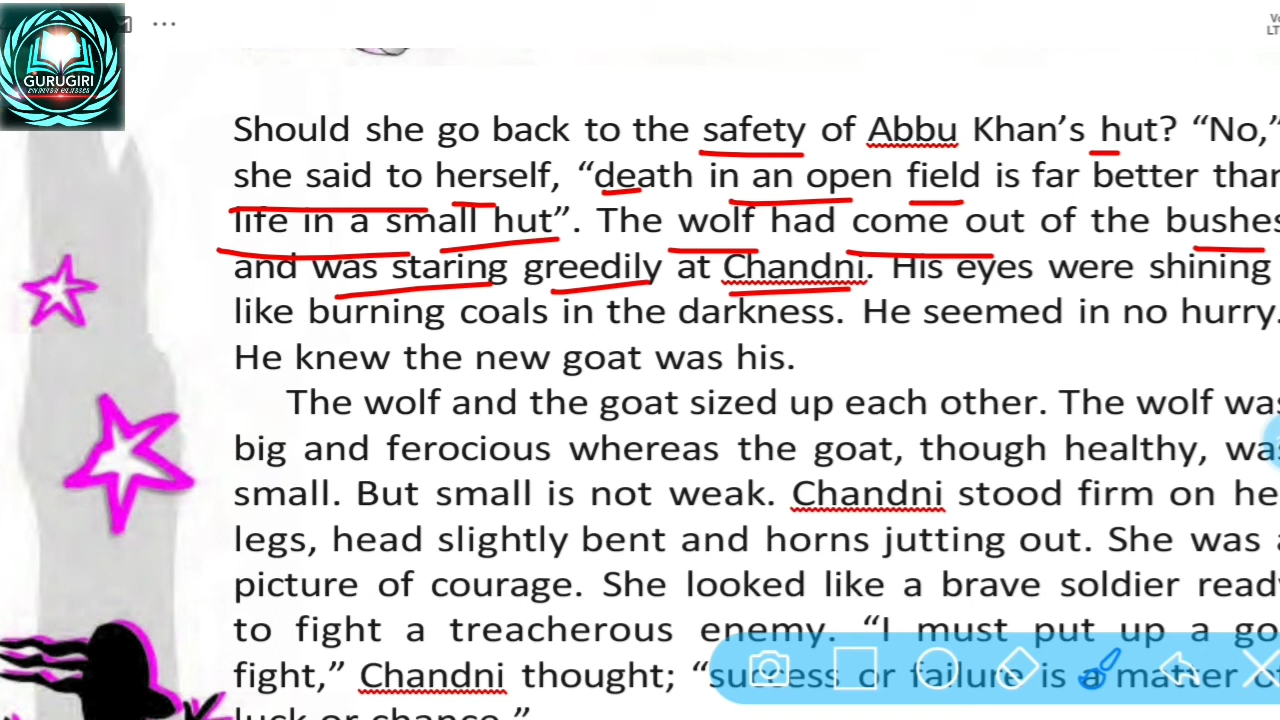 GURUGIRI
Should she go back to the safety of Abbu Khan's hut? "No,"
she said to herself, "death in an open field is far better than
life in a small hut". The wolf had come out of the bushes
and was staring greedily at Chandni. His eyes were shining
like burning coals in the darkness. He seemed in no hurry.
He knew the new goat was his.
The wolf and the goat sized up each other. The wolf was
big and ferocious whereas the goat, though healthy, was
small. But small is not weak. Chandni stood firm on he
legs, head slightly bent and horns jutting out. She was a
picture of courage. She looked like a brave soldier ready
to fight a treacherous enemy. "I must put up a go
fight," Chandni thought; "success or failure is a matter of
luck or chance."